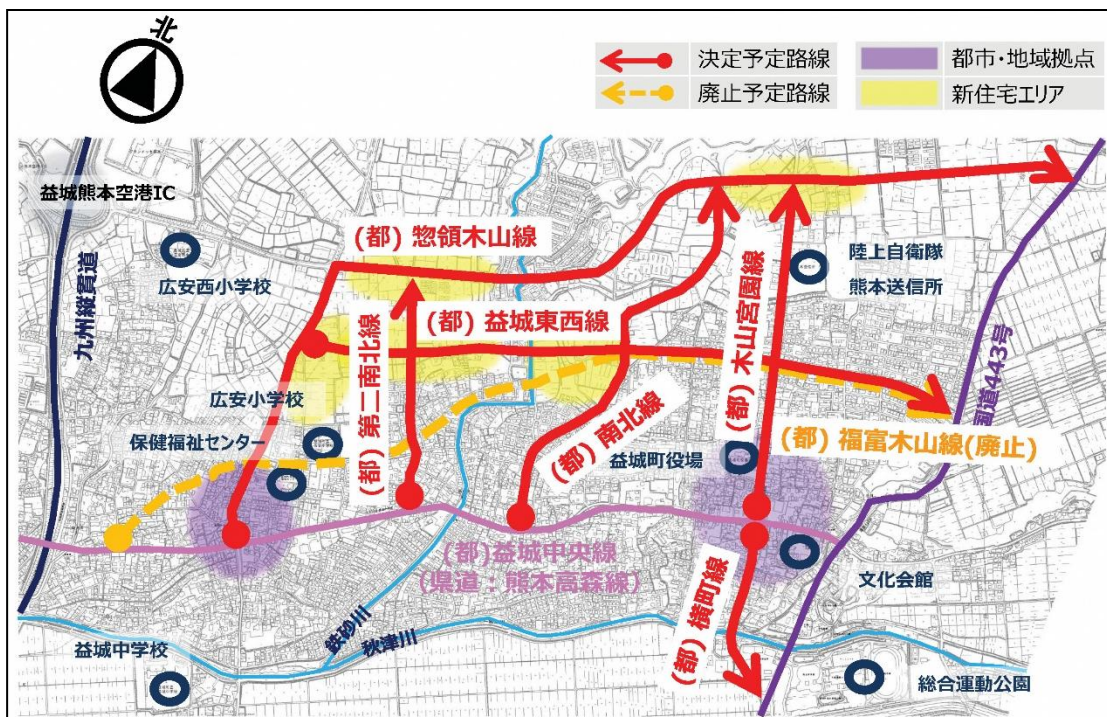 北
決定予定路線
都市・地域拠点
廃止予定路線
新住宅エリア
益城熊本空港IC
九州縦貫道
広安西小学校
(都) 惣領木山線
陸上自衛隊
熊本送信所
(都) 益城東西線
(都) 木山宮園線
国道443号
広安小学校
(都) 第二南北線
保健福祉センター
(都) 南北線
益城町役場
(都) 福富木山線(廃止)
(都)益城中央線
(県道：熊本高森線)
文化会館
(都) 横町線
鉄砂川
秋津川
益城中学校
総合運動公園